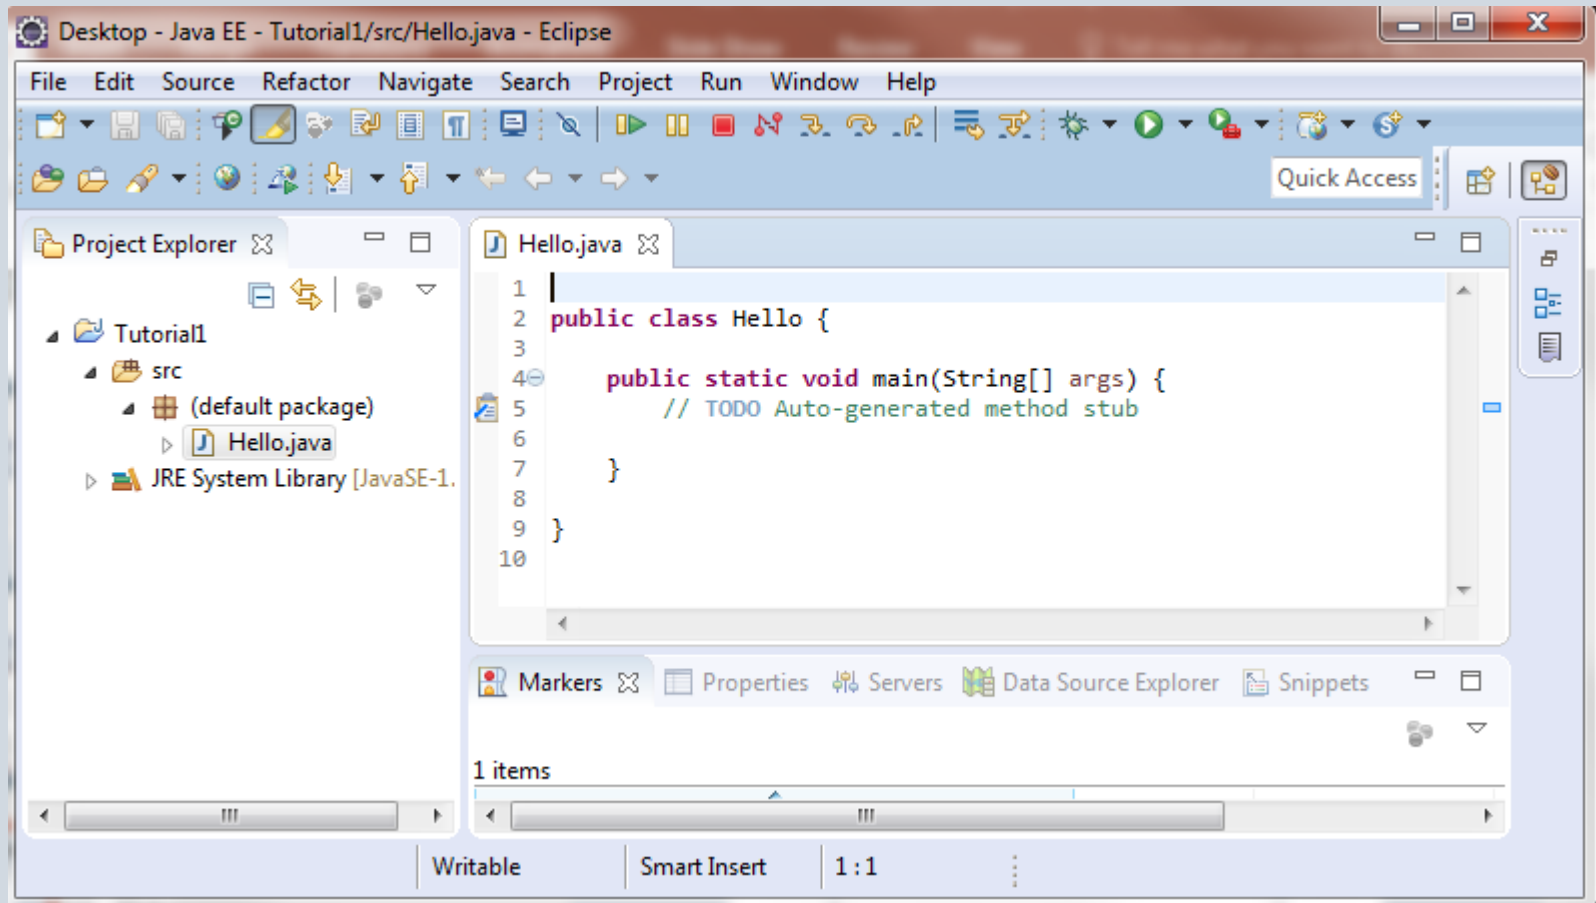 Desktop - Java EE - Tutorial1/src/Hello.java - Eclipse
File Edit Source Refactor Navigate Search Project Run Window Help
Quick Access
Project Explorer
Tutorial1
src
(default package)
Hello.java
JRE System Library [JavaSE-1.
Hello.java
1
2 public class Hello {
3
4 public static void main(String[] args) {
5 // TODO Auto-generated method stub
6
7 }
8
9 }
10
Markers Properties Servers Data Source Explorer Snippets
1 items
Writable Smart Insert 1 : 1